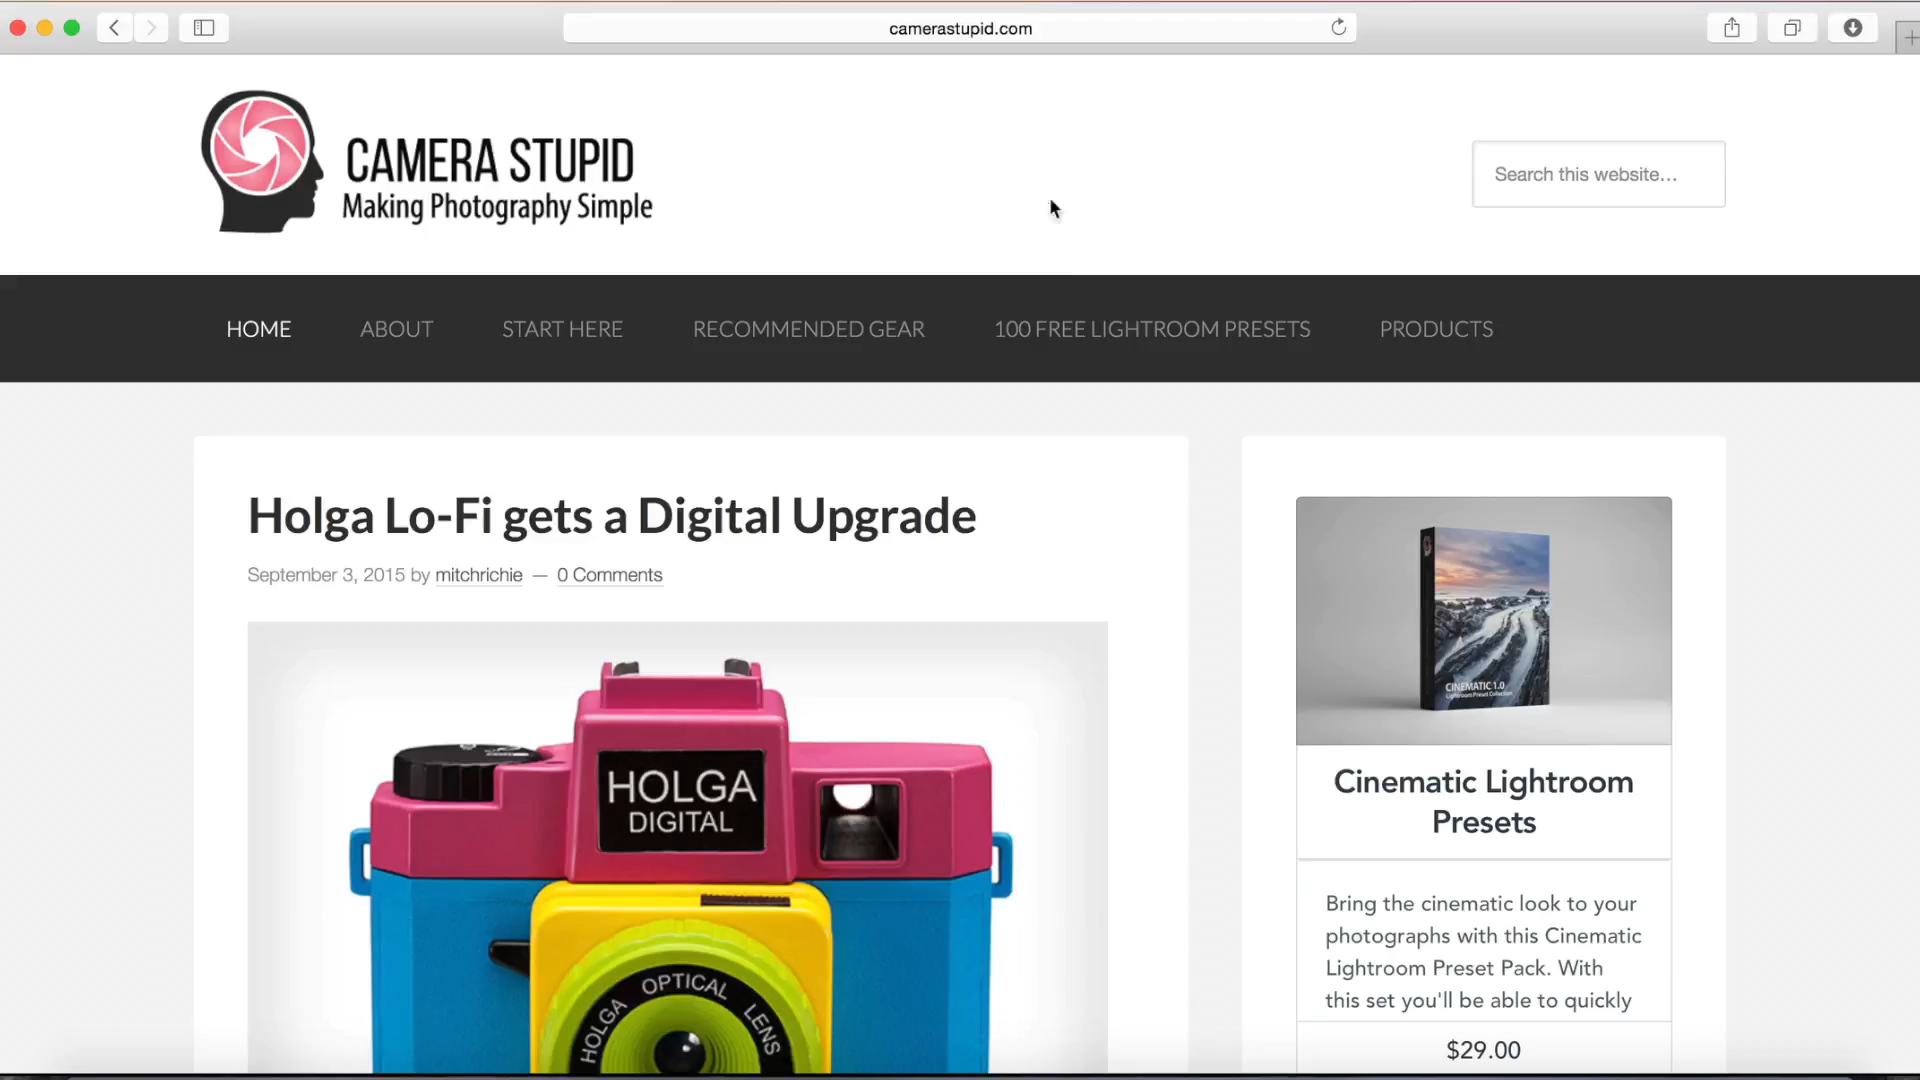 camerastupid.com
CAMERA STUPID
Making Photography Simple
Search this website...
HOME
ABOUT
START HERE
RECOMMENDED GEAR
100 FREE LIGHTROOM PRESETS
PRODUCTS
Holga Lo-Fi gets a Digital Upgrade
September 3, 2015 by mitchrichie — 0 Comments
HOLGA
DIGITAL
HOLGA OPTICAL LENS
CINEMATIC 1.0
Lightroom Preset Collection
Cinematic Lightroom
Presets
Bring the cinematic look to your
photographs with this Cinematic
Lightroom Preset Pack. With
this set you'll be able to quickly
$29.00